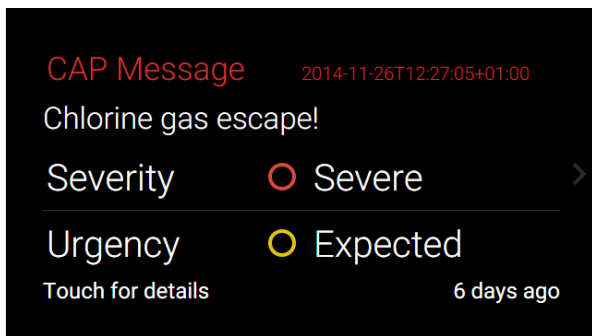 CAP Message 2014-11-26T12:27:05+01:00
Chlorine gas escape!
Severity Severe
Urgency Expected
Touch for details 6 days ago